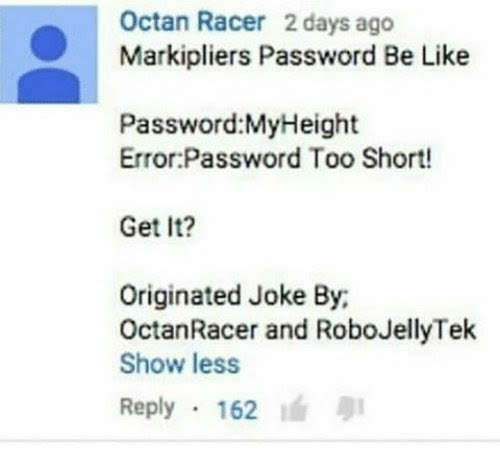 Octan Racer 2 days ago
Markipliers Password Be Like
Password:MyHeight
Error:Password Too Short!
Get It?
Originated Joke By;
OctanRacer and RoboJellyTek
Show less
Reply · 162